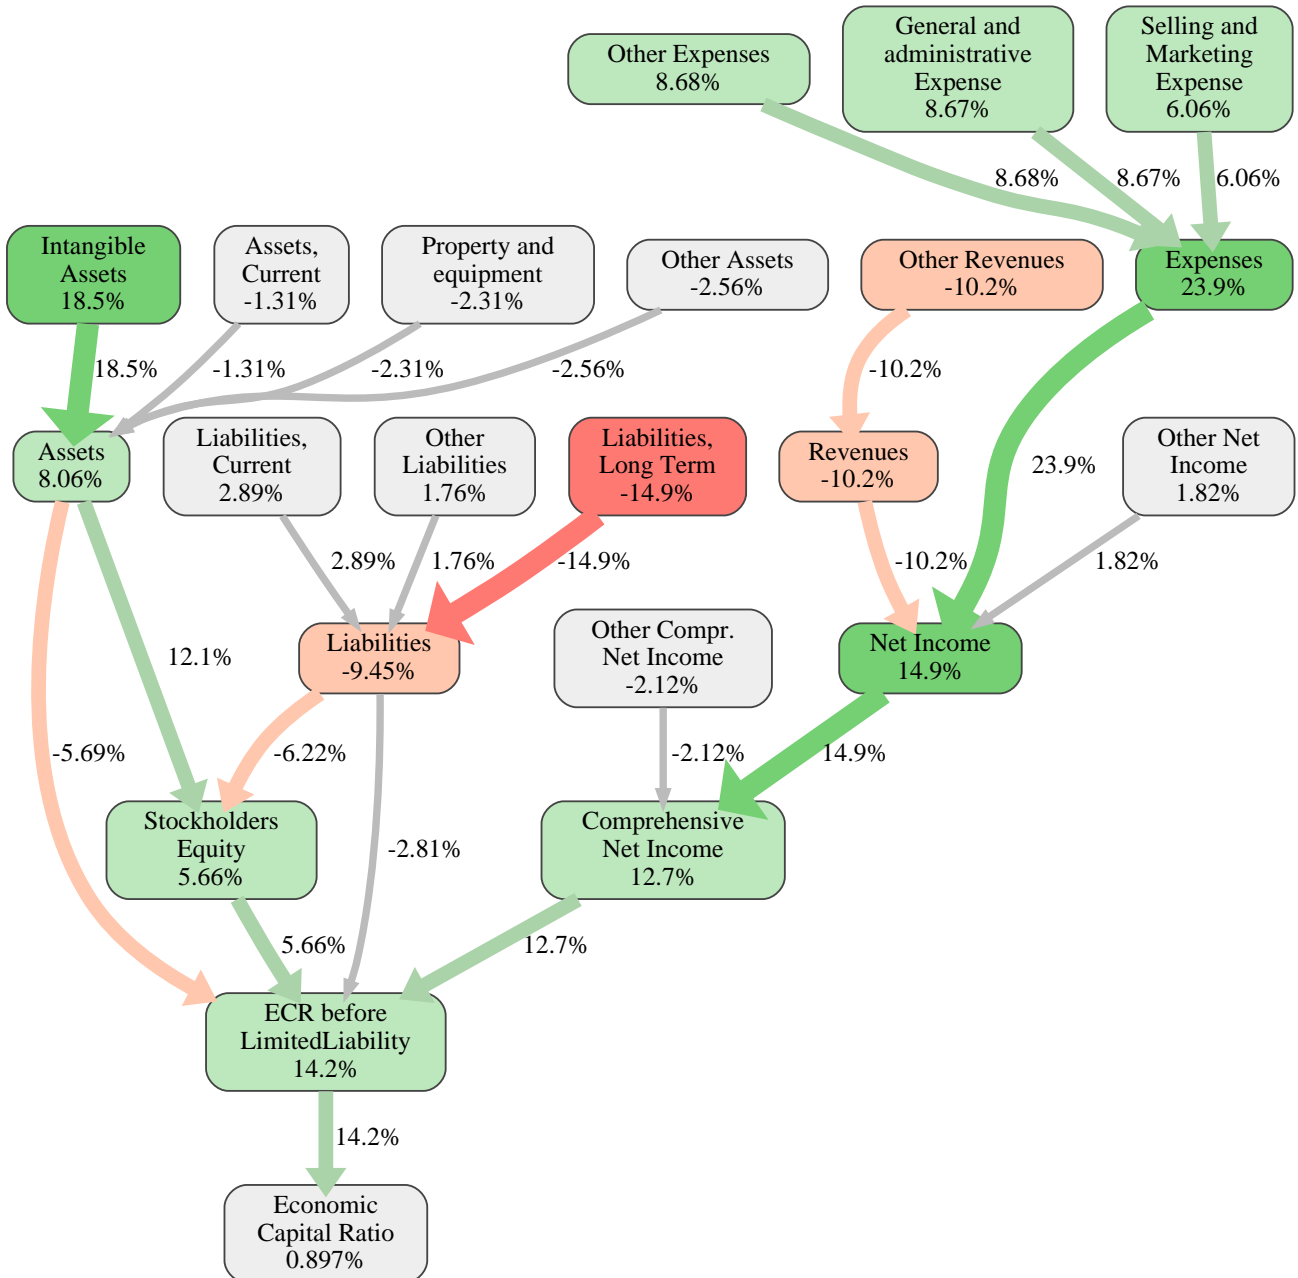 Other Expenses
8.68%
General and
administrative
Expense
8.67%
Selling and
Marketing
Expense
6.06%
8.68%
8.67%
6.06%
Intangible
Assets
18.5%
Assets,
Current
-1.31%
Property and
equipment
-2.31%
Other Assets
-2.56%
Other Revenues
-10.2%
Expenses
23.9%
18.5%
-1.31%
-2.31%
-2.56%
-10.2%
Assets
8.06%
Liabilities,
Current
2.89%
Other
Liabilities
1.76%
Liabilities,
Long Term
-14.9%
Revenues
-10.2%
23.9%
Other Net
Income
1.82%
2.89%
1.76%
-14.9%
-10.2%
1.82%
Liabilities
-9.45%
Other Compr.
Net Income
-2.12%
Net Income
14.9%
12.1%
-5.69%
-6.22%
-2.12%
14.9%
Stockholders
Equity
5.66%
-2.81%
Comprehensive
Net Income
12.7%
5.66%
12.7%
ECR before
LimitedLiability
14.2%
14.2%
Economic
Capital Ratio
0.897%